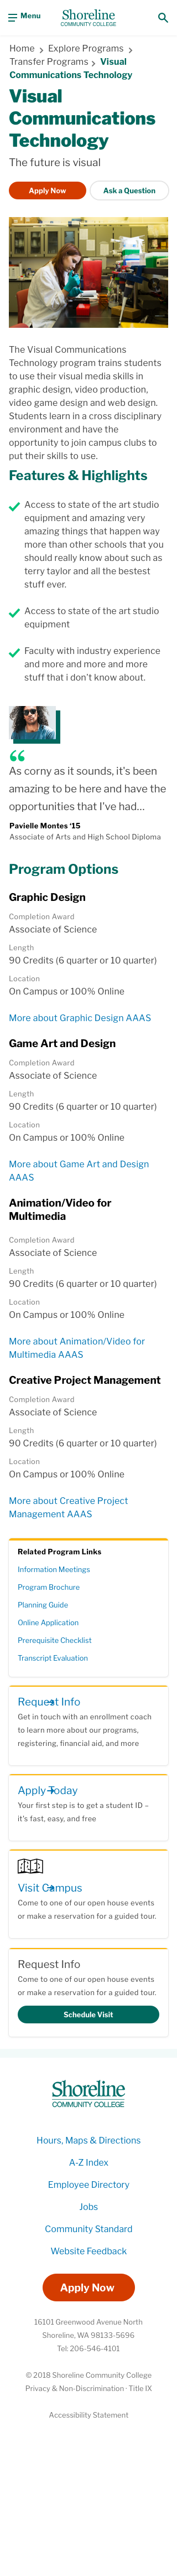 Menu
Shoreline
COMMUNITY COLLEGE
Home > Explore Programs >
Transfer Programs > Visual
Communications Technology
Visual
Communications
Technology
The future is visual
Apply Now
Ask a Question
The Visual Communications
Technology program trains students
to use their visual media skills in
graphic design, video production,
video game design and web design.
Students learn in a cross disciplinary
environment and have the
opportunity to join campus clubs to
put their skills to use.
Features & Highlights
Access to state of the art studio
equipment and amazing very
amazing things that happen way
more than other schools that you
should really know about such as
terry taylor and all the bestest
stuff ever.
Access to state of the art studio
equipment
Faculty with industry experience
and more and more and more
stuff that i don't know about.
“
As corny as it sounds, it's been
amazing to be here and have the
opportunities that I've had...
Pavielle Montes '15
Associate of Arts and High School Diploma
Program Options
Graphic Design
Completion Award
Associate of Science
Length
90 Credits (6 quarter or 10 quarter)
Location
On Campus or 100% Online
More about Graphic Design AAAS
Game Art and Design
Completion Award
Associate of Science
Length
90 Credits (6 quarter or 10 quarter)
Location
On Campus or 100% Online
More about Game Art and Design
AAAS
Animation/Video for
Multimedia
Completion Award
Associate of Science
Length
90 Credits (6 quarter or 10 quarter)
Location
On Campus or 100% Online
More about Animation/Video for
Multimedia AAAS
Creative Project Management
Completion Award
Associate of Science
Length
90 Credits (6 quarter or 10 quarter)
Location
On Campus or 100% Online
More about Creative Project
Management AAAS
Related Program Links
Information Meetings
Program Brochure
Planning Guide
Online Application
Prerequisite Checklist
Transcript Evaluation
Request Info
Get in touch with an enrollment coach
to learn more about our programs,
registering, financial aid, and more
Apply Today
Your first step is to get a student ID –
it's fast, easy, and free
Visit Campus
Come to one of our open house events
or make a reservation for a guided tour.
Request Info
Come to one of our open house events
or make a reservation for a guided tour.
Schedule Visit
Shoreline
COMMUNITY COLLEGE
Hours, Maps & Directions
A-Z Index
Employee Directory
Jobs
Community Standard
Website Feedback
Apply Now
16101 Greenwood Avenue North
Shoreline, WA 98133-5696
Tel: 206-546-4101
© 2018 Shoreline Community College
Privacy & Non-Discrimination · Title IX
Accessibility Statement